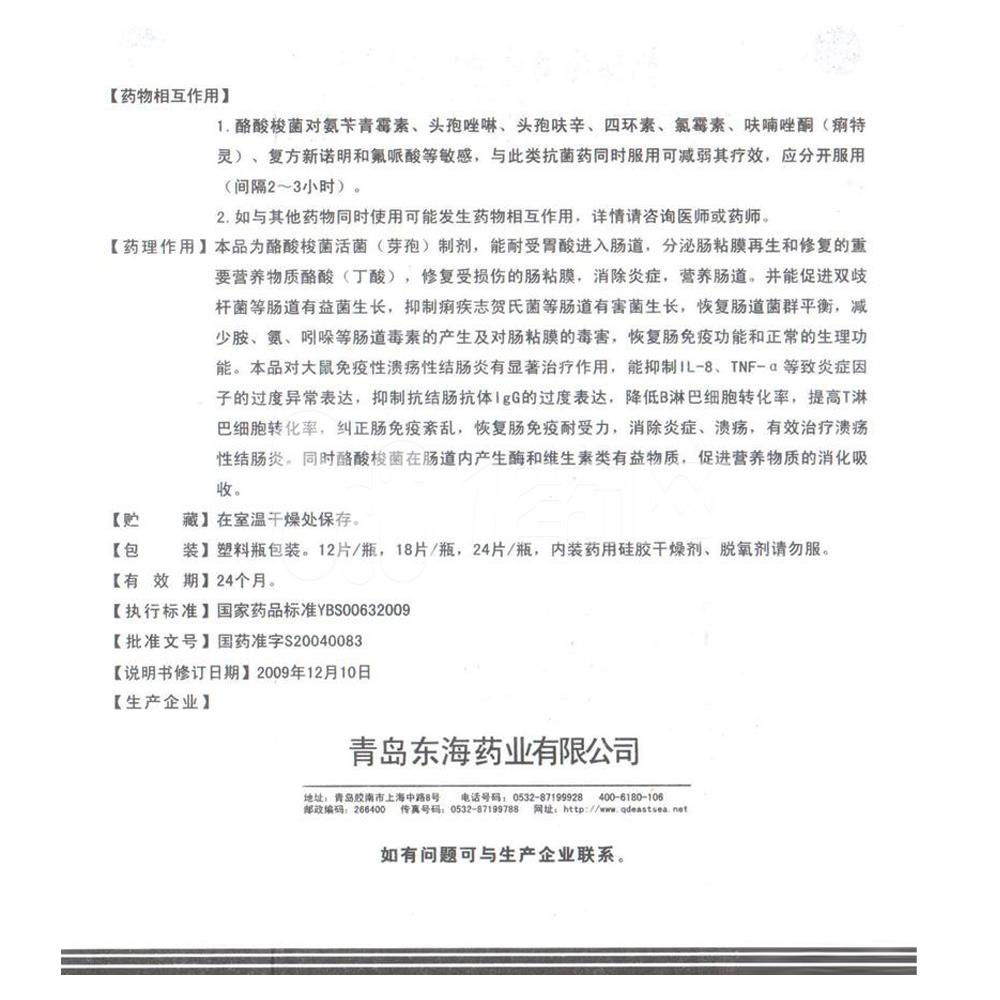 【药物相互作用】
1.酪酸梭菌对氨苄青霉素、头孢唑啉、头孢呋辛、四环素、氯霉素、呋喃唑酮（痢特
灵）、复方新诺明和氟哌酸等敏感，与此类抗菌药同时服用可减弱其疗效，应分开服用
（间隔2～3小时）。
2.如与其他药物同时使用可能发生药物相互作用，详情请咨询医师或药师。
【药理作用】本品为酪酸梭菌活菌（芽孢）制剂，能耐受胃酸进入肠道，分泌肠粘膜再生和修复的重
要营养物质酪酸（丁酸），修复受损伤的肠粘膜，消除炎症，营养肠道。并能促进双歧
杆菌等肠道有益菌生长，抑制痢疾志贺氏菌等肠道有害菌生长，恢复肠道菌群平衡，减
少胺、氨、吲哚等肠道毒素的产生及对肠粘膜的毒害，恢复肠免疫功能和正常的生理功
能。本品对大鼠免疫性溃疡性结肠炎有显著治疗作用，能抑制IL-8、TNF-α等致炎症因
子的过度异常表达，抑制抗结肠抗体IgG的过度表达，降低B淋巴细胞转化率，提高T淋
巴细胞转化率，纠正肠免疫紊乱，恢复肠免疫耐受力，消除炎症、溃疡，有效治疗溃疡
性结肠炎。同时酪酸梭菌在肠道内产生酶和维生素类有益物质，促进营养物质的消化吸
收。
【贮 藏】在室温干燥处保存。
【包 装】塑料瓶包装。12片/瓶，18片/瓶，24片/瓶，内装药用硅胶干燥剂、脱氧剂请勿服。
【有 效 期】24个月。
【执行标准】国家药品标准YBS00632009
【批准文号】国药准字S20040083
【说明书修订日期】2009年12月10日
【生产企业】
青岛东海药业有限公司
地址：青岛胶南市上海中路8号 电话号码：0532-87199928 400-6180-106
邮政编码：266400 传真号码：0532-87199788 网址：http://www.qdeastsea.net
如有问题可与生产企业联系。